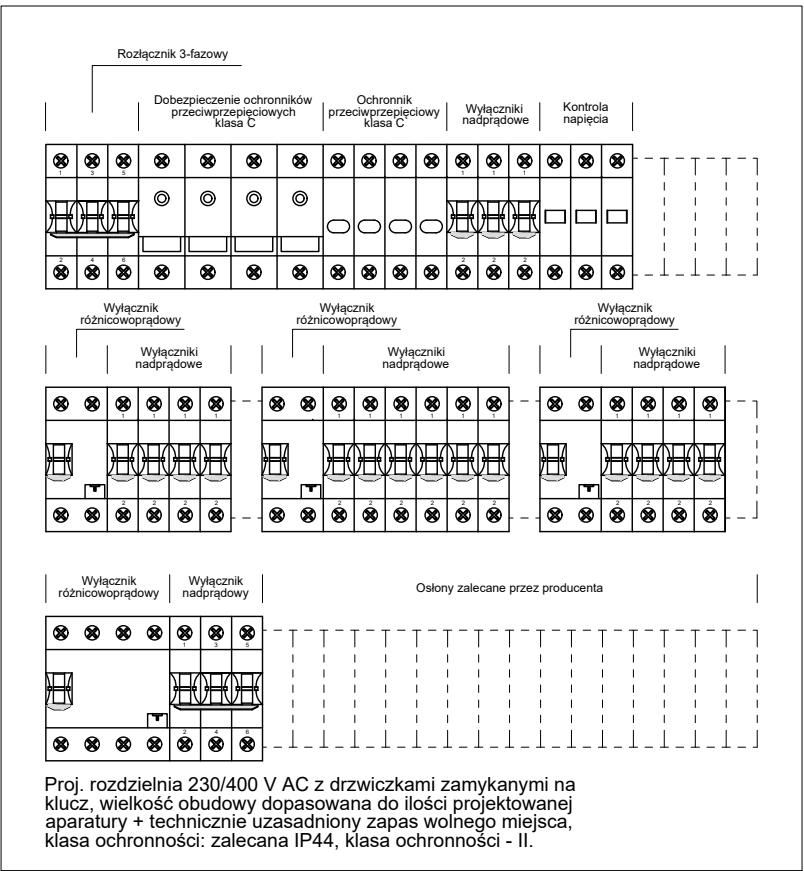 Rozłącznik 3-fazowy
Dobezpieczenie ochronników
przeciwprzepięciowych
klasa C
Ochronnik
przeciwprzepięciowy
klasa C
Wyłączniki
nadprądowe
Kontrola
napięcia
1 3 5 1 1 1
2 4 6 2 2 2
Wyłącznik
różnicowoprądowy
Wyłącznik
różnicowoprądowy
Wyłącznik
różnicowoprądowy
Wyłączniki
nadprądowe
Wyłączniki
nadprądowe
Wyłączniki
nadprądowe
1 1 1 1 1 1 1 1 1 1 1 1 1 1
2 2 2 2 2 2 2 2 2 2 2 2 2 2
Wyłącznik
różnicowoprądowy
Wyłącznik
nadprądowy
Osłony zalecane przez producenta
1 3 5
2 4 6
Proj. rozdzielnia 230/400 V AC z drzwiczkami zamykanymi na
klucz, wielkość obudowy dopasowana do ilości projektowanej
aparatury + technicznie uzasadniony zapas wolnego miejsca,
klasa ochronności: zalecana IP44, klasa ochronności - II.